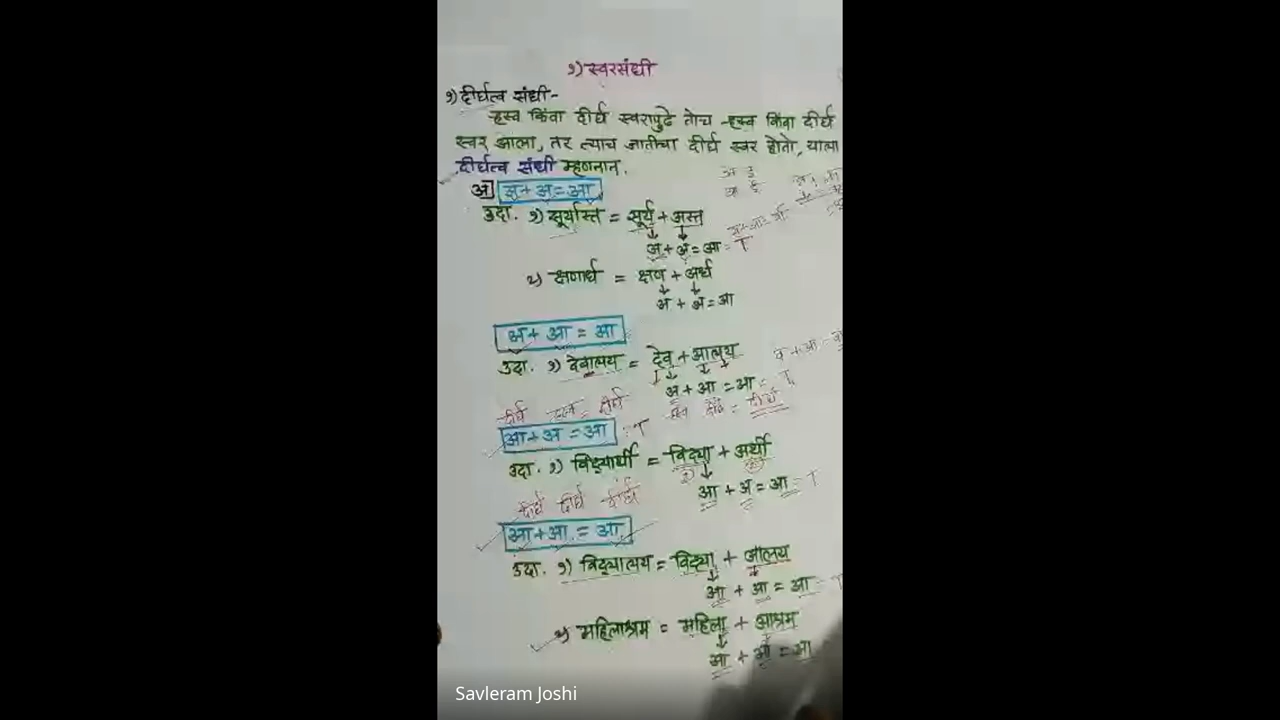 १) स्वरसंधी
१) दीर्घत्व संधी-
ऱ्हस्व किंवा दीर्घ स्वरापुढे तोच ऱ्हस्व किंवा दीर्घ
स्वर आला, तर त्याच जातीचा दीर्घ स्वर होतो, याला
दीर्घत्व संधी म्हणतात.
अ अ + अ = आ
उदा. १) सूर्यास्त = सूर्य + अस्त
अ + अ = आ
२) क्षणार्ध = क्षण + अर्ध
अ + अ = आ
अ + आ = आ
उदा. १) देवालय = देव + आलय
अ + आ = आ
दीर्घ = दीर्घ
आ + अ = आ
उदा. १) विद्यार्थी = विद्या + अर्थी
आ + अ = आ
दीर्घ दीर्घ दीर्घ
आ + आ = आ
उदा. १) विद्यालय = विद्या + आलय
आ + आ = आ
२) महिलाश्रम = महिला + आश्रम
आ + आ = आ
Savleram Joshi